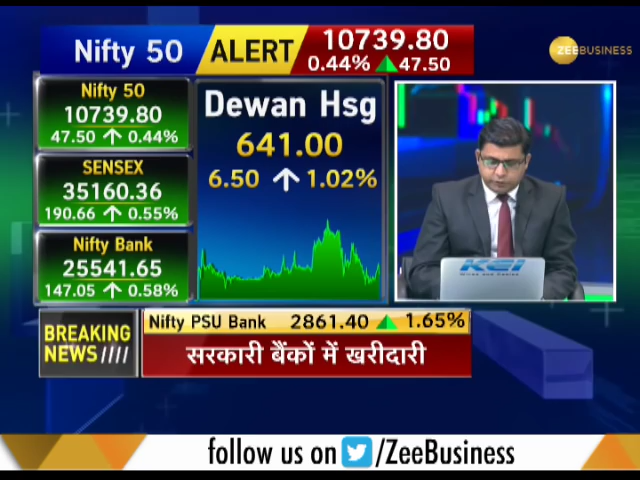 Nifty 50 ALERT 10739.80
0.44% ▲ 47.50
ZEEBUSINESS
Nifty 50
10739.80
47.50 ↑ 0.44%
SENSEX
35160.36
190.66 ↑ 0.55%
Nifty Bank
25541.65
147.05 ↑ 0.58%
Dewan Hsg
641.00
6.50 ↑ 1.02%
KEI
Wires and Cables
BREAKING
NEWS ////
Nifty PSU Bank 2861.40 ▲ 1.65%
सरकारी बैंकों में खरीदारी
follow us on /ZeeBusiness